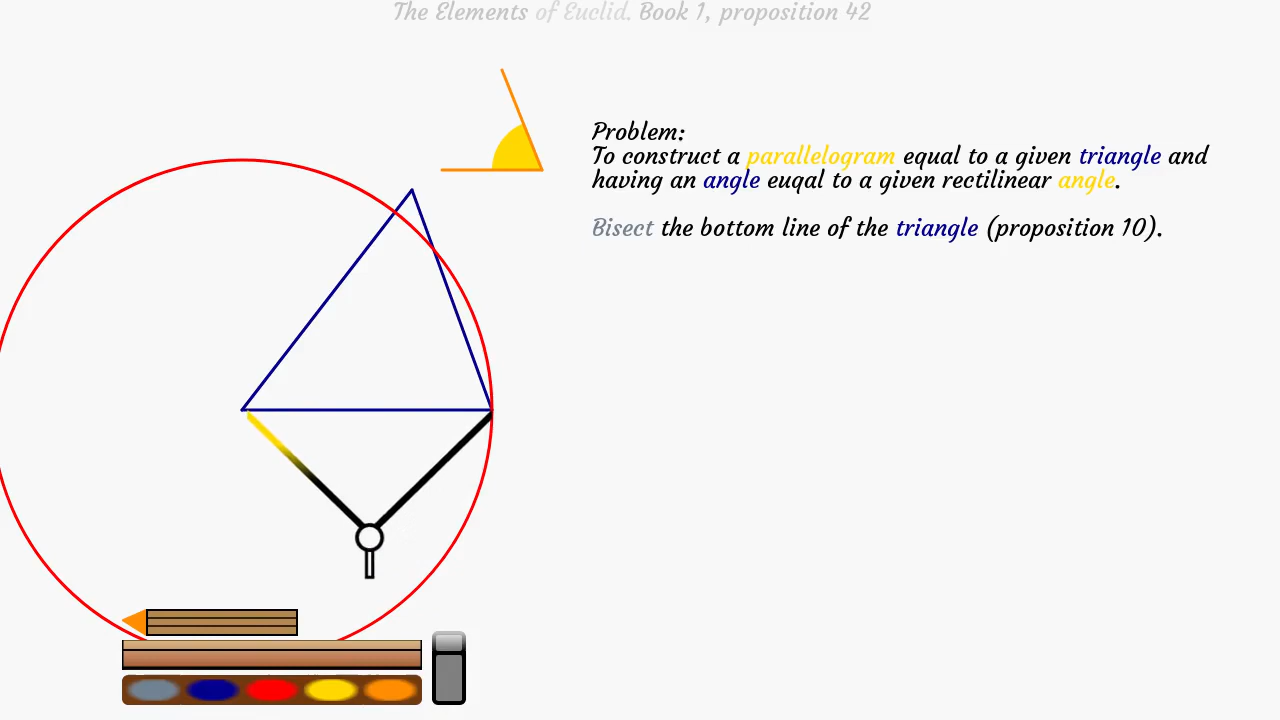 The Elements of Euclid. Book 1, proposition 42
Problem:
To construct a parallelogram equal to a given triangle and
having an angle euqal to a given rectilinear angle.
Bisect the bottom line of the triangle (proposition 10).